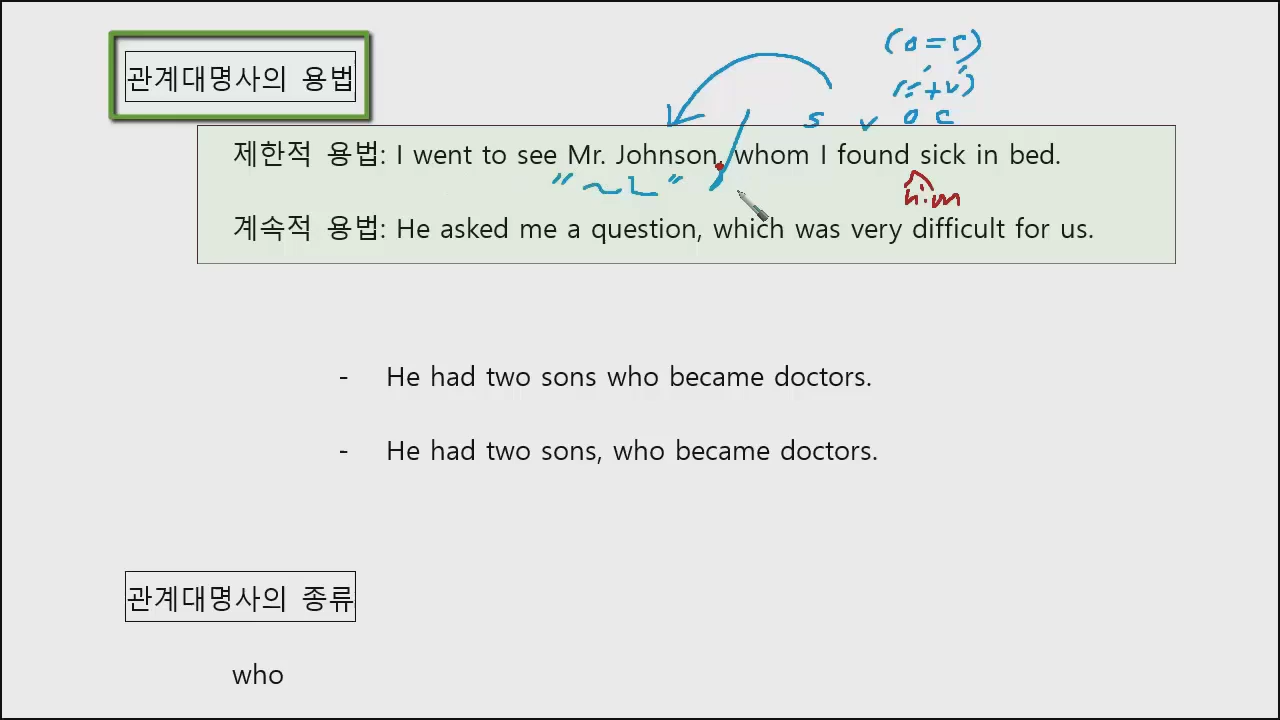 (o = c)
관계대명사의 용법
s v o c
제한적 용법: I went to see Mr. Johnson, whom I found sick in bed.
"~ㄴ"
him
계속적 용법: He asked me a question, which was very difficult for us.
- He had two sons who became doctors.
- He had two sons, who became doctors.
관계대명사의 종류
who